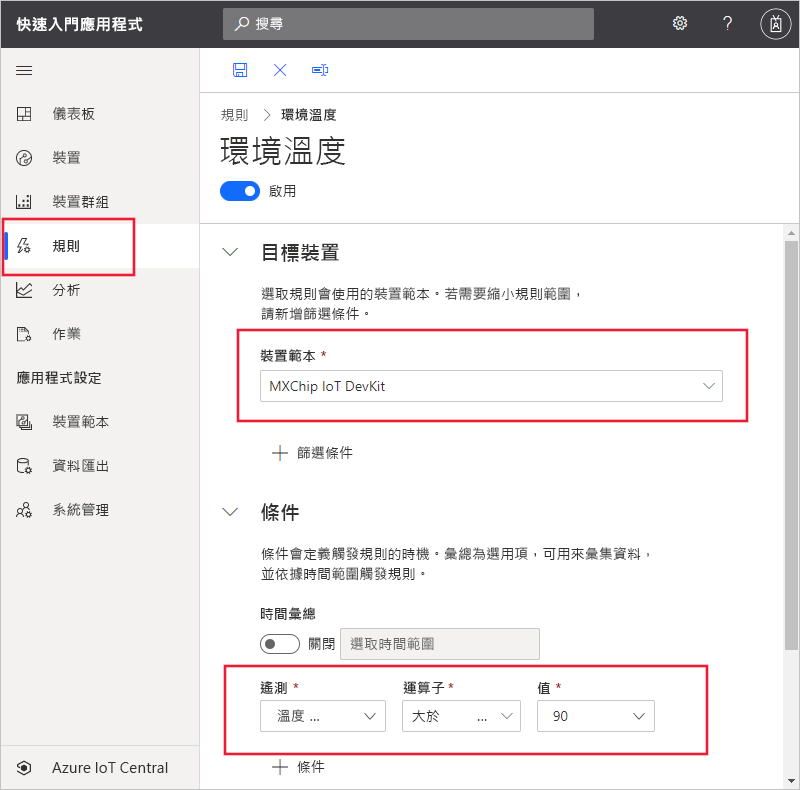 快速入門應用程式
搜尋
?
儀表板
裝置
裝置群組
規則
分析
作業
應用程式設定
裝置範本
資料匯出
系統管理
Azure IoT Central
規則 > 環境溫度
環境溫度
啟用
目標裝置
選取規則會使用的裝置範本。若需要縮小規則範圍，
請新增篩選條件。
裝置範本 *
MXChip IoT DevKit
篩選條件
條件
條件會定義觸發規則的時機。彙總為選用項，可用來彙集資料，
並依據時間範圍觸發規則。
時間彙總
關閉 選取時間範圍
遙測 * 運算子 * 值 *
溫度 ... 大於 ... 90
條件